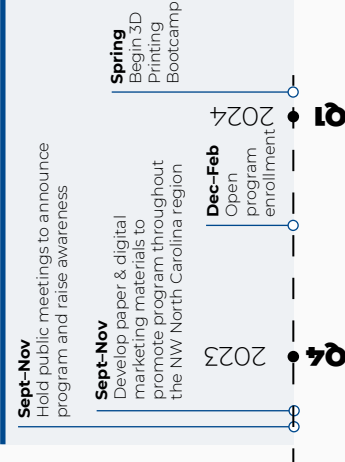 Sept–Nov
Hold public meetings to announce
program and raise awareness
Sept–Nov
Develop paper & digital
marketing materials to
promote program throughout
the NW North Carolina region
2023
Q4
Dec–Feb
Open
program
enrollment
2024
Q1
Spring
Begin 3D
Printing
Bootcamp